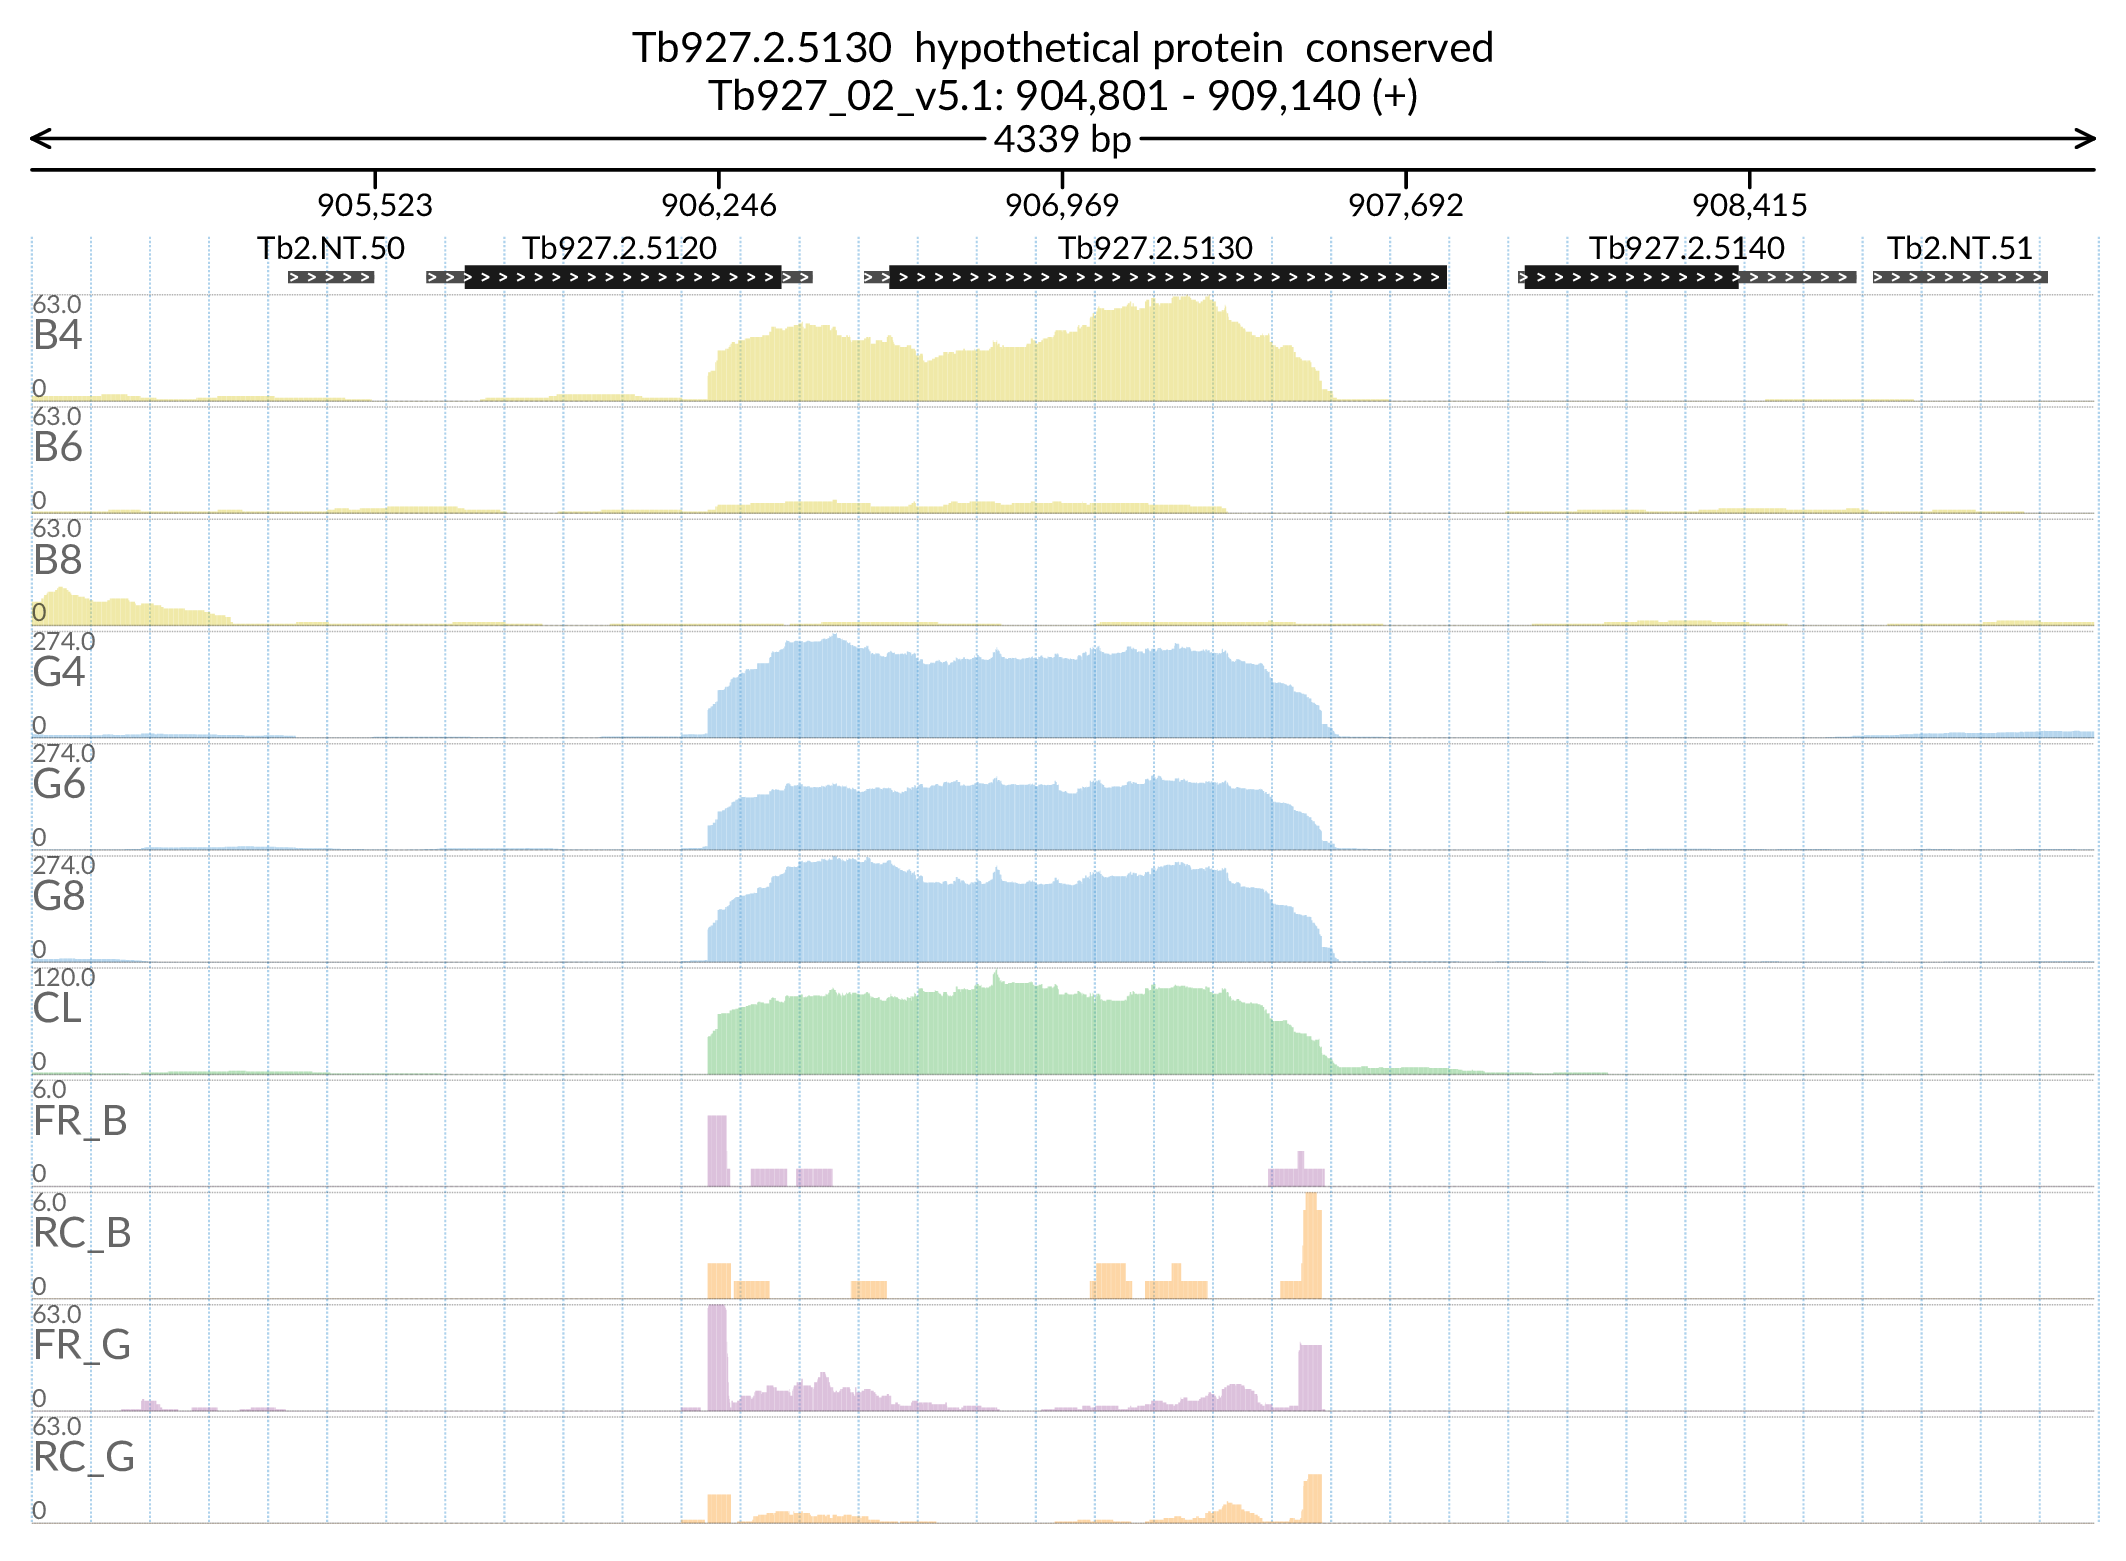 Tb927.2.5130 hypothetical protein conserved
Tb927_02_v5.1: 904,801 - 909,140 (+)
4339 bp
905,523 906,246 906,969 907,692 908,415
Tb2.NT.50 Tb927.2.5120 Tb927.2.5130 Tb927.2.5140 Tb2.NT.51
63.0
B4
0
63.0
B6
0
63.0
B8
0
274.0
G4
0
274.0
G6
0
274.0
G8
0
120.0
CL
0
6.0
FR_B
0
6.0
RC_B
0
63.0
FR_G
0
63.0
RC_G
0